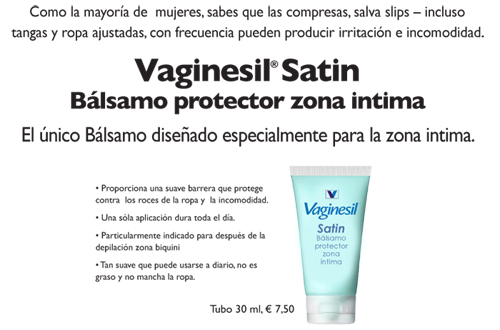 Como la mayoría de mujeres, sabes que las compresas, salva slips – incluso
tangas y ropa ajustadas, con frecuencia pueden producir irritación e incomodidad.
Vaginesil® Satin
Bálsamo protector zona intima
El único Bálsamo diseñado especialmente para la zona intima.
• Proporciona una suave barrera que protege
contra los roces de la ropa y la incomodidad.
• Una sóla aplicación dura todo el día.
• Particularmente indicado para después de la
depilación zona biquini
• Tan suave que puede usarse a diario, no es
graso y no mancha la ropa.
Tubo 30 ml, € 7,50
V
Vaginesil
Satin
Bálsamo
protector
zona
intima